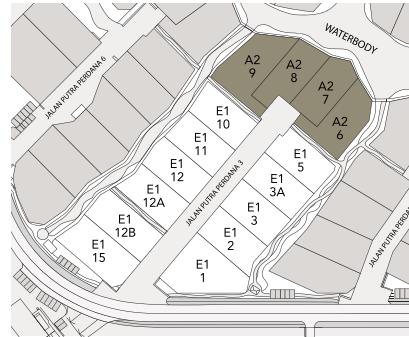 WATERBODY
JALAN PUTRA PERDANA 6
A2
9
A2
8
A2
7
A2
6
E1
10
E1
11
E1
12
E1
12A
E1
12B
E1
15
JALAN PUTRA PERDANA 3
E1
5
E1
3A
E1
3
E1
2
E1
1
JALAN PUTRA PERDAN